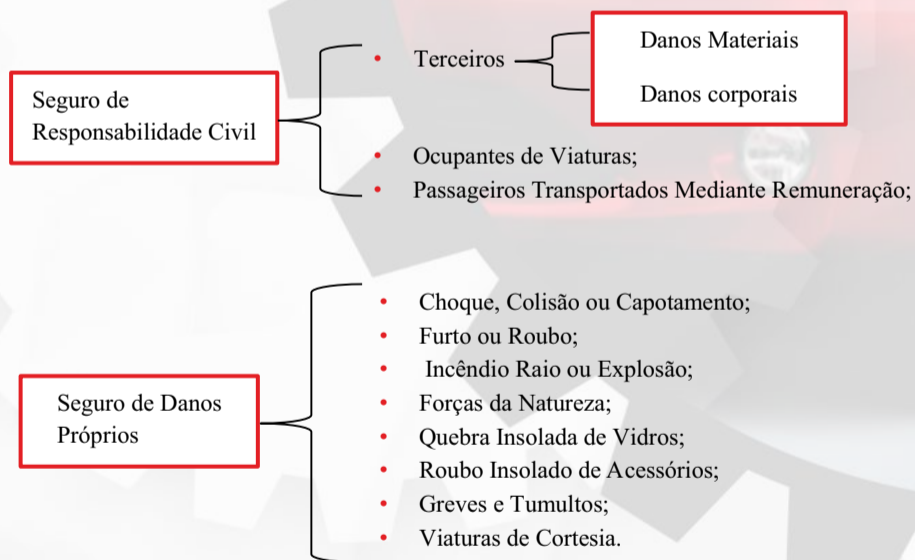 Seguro de
Responsabilidade Civil
• Terceiros
Danos Materiais
Danos corporais
• Ocupantes de Viaturas;
• Passageiros Transportados Mediante Remuneração;
Seguro de Danos
Próprios
• Choque, Colisão ou Capotamento;
• Furto ou Roubo;
• Incêndio Raio ou Explosão;
• Forças da Natureza;
• Quebra Insolada de Vidros;
• Roubo Insolado de Acessórios;
• Greves e Tumultos;
• Viaturas de Cortesia.